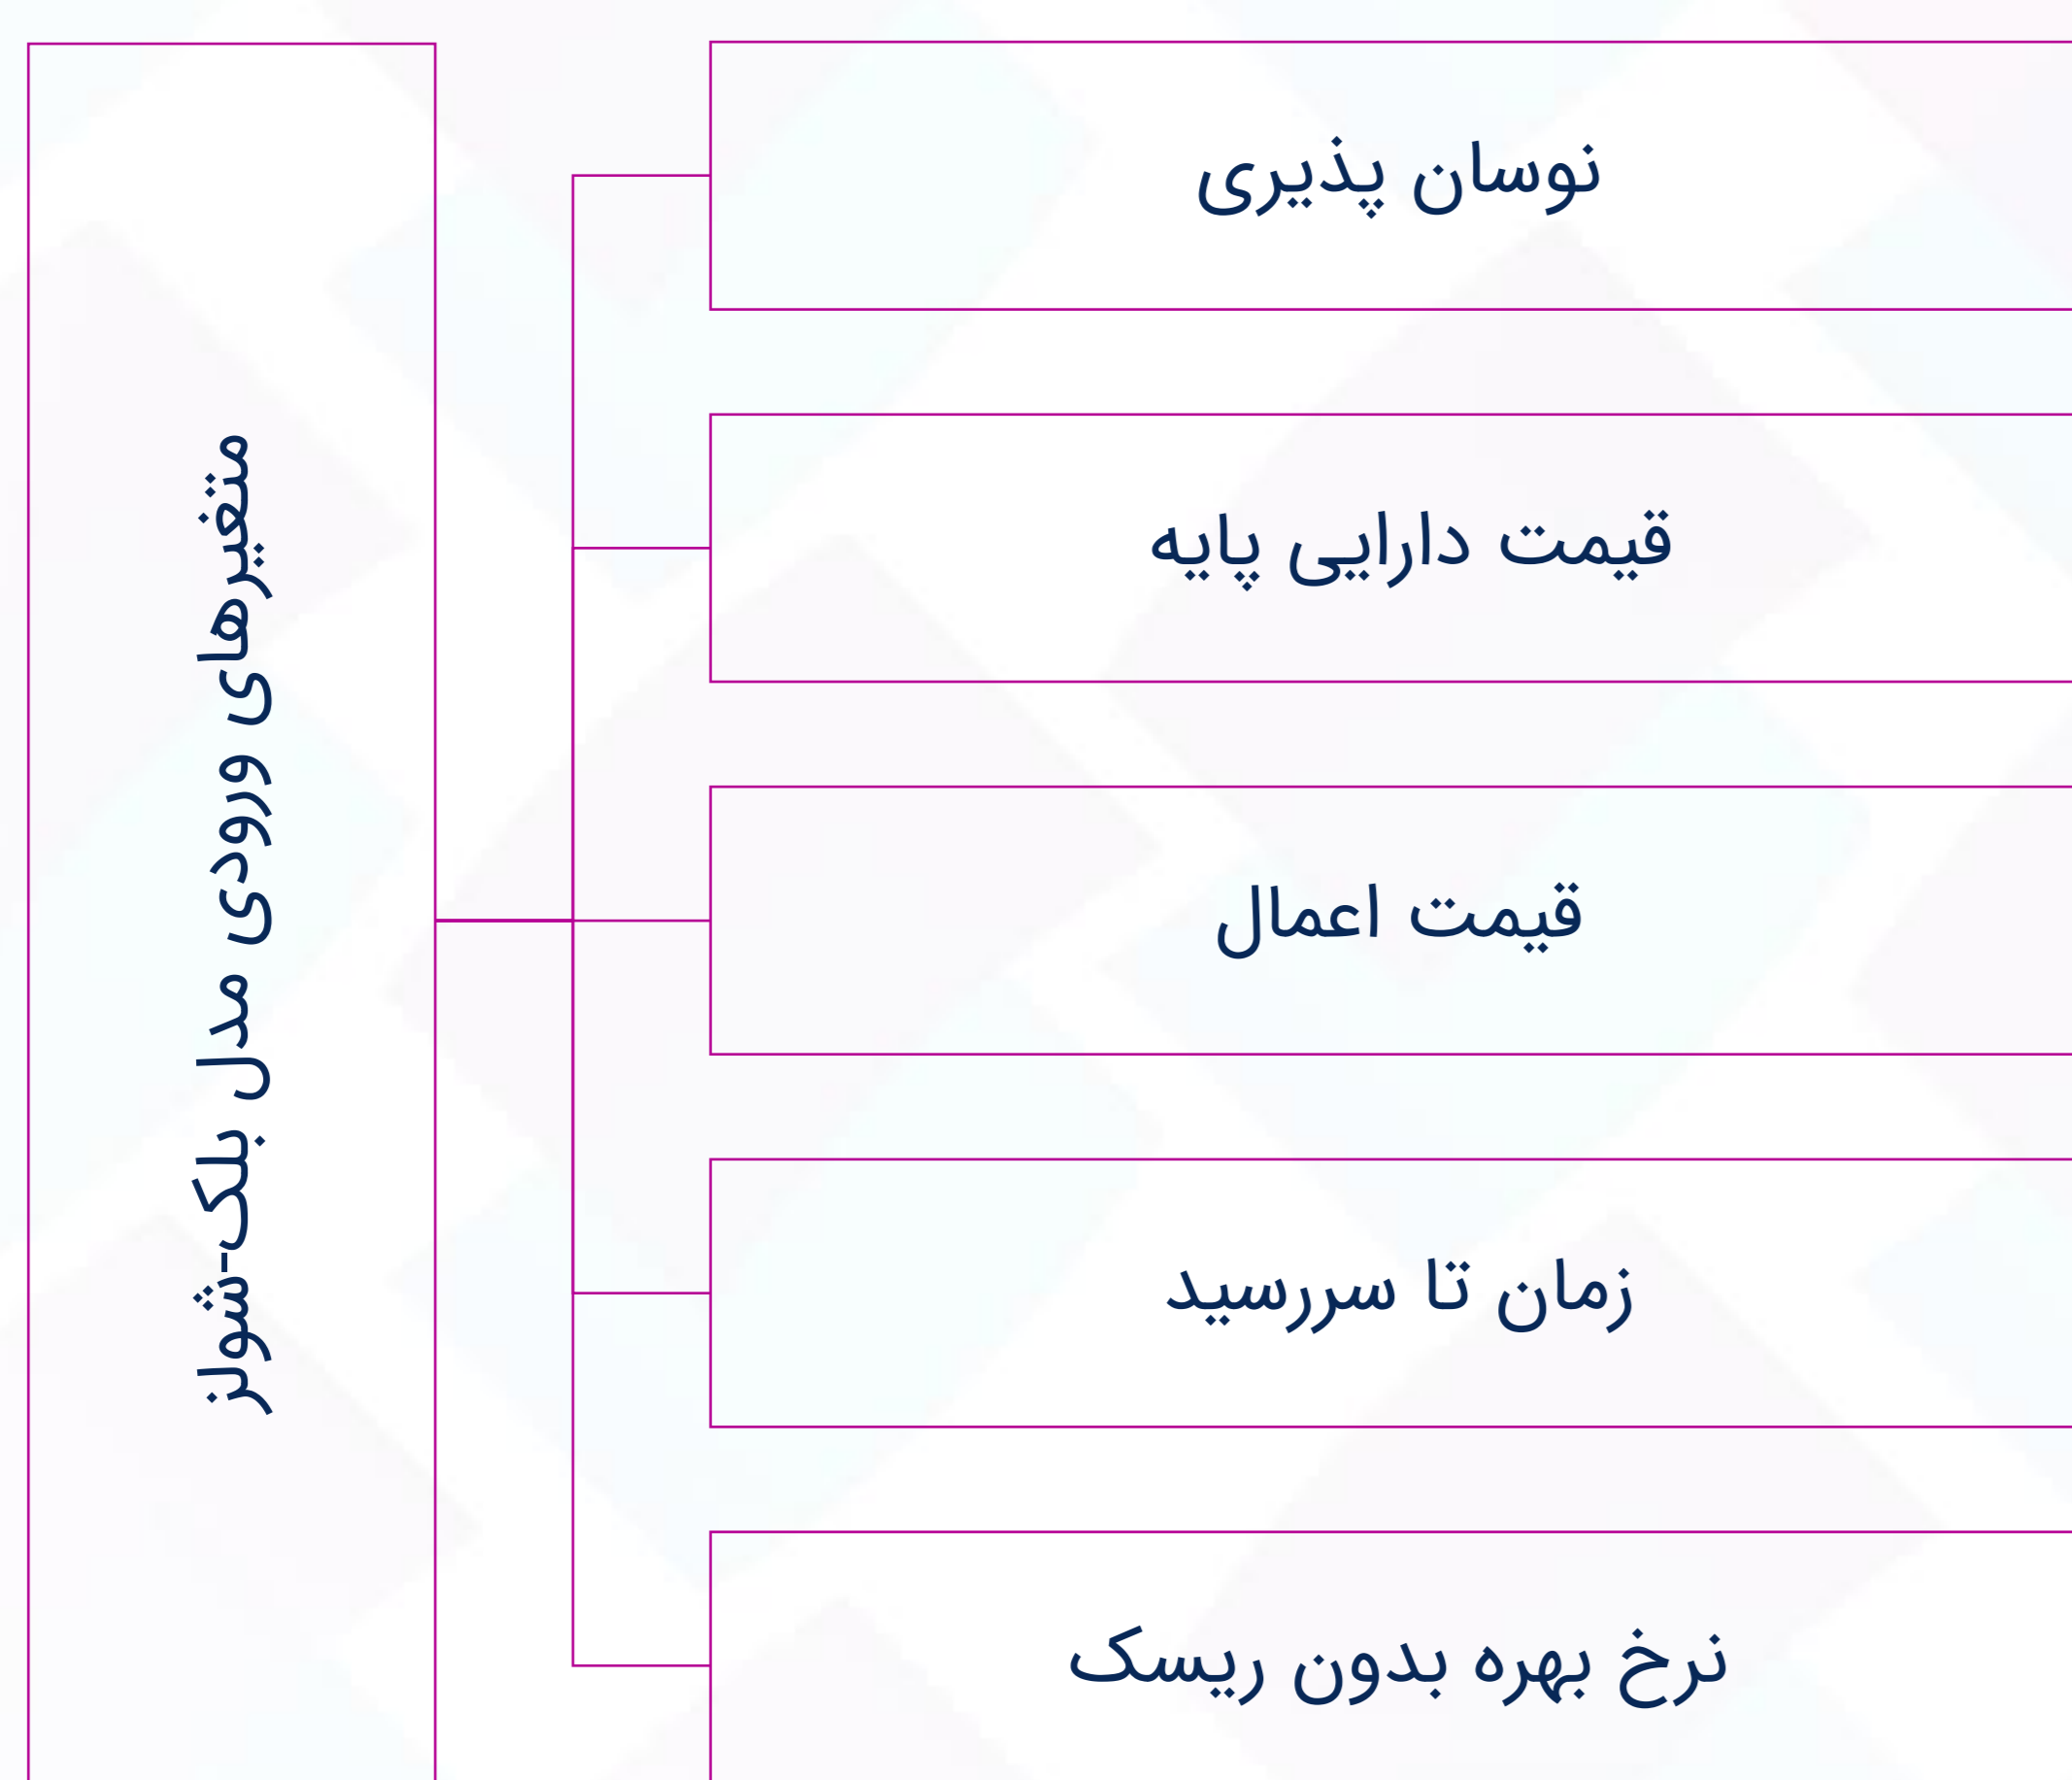 متغیرهای ورودی مدل بلک-شولز
نوسان پذیری
قیمت دارایی پایه
قیمت اعمال
زمان تا سررسید
نرخ بهره بدون ریسک